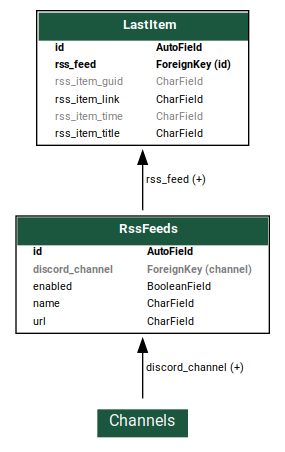 LastItem
id AutoField
rss_feed ForeignKey (id)
rss_item_guid CharField
rss_item_link CharField
rss_item_time CharField
rss_item_title CharField
rss_feed (+)
RssFeeds
id AutoField
discord_channel ForeignKey (channel)
enabled BooleanField
name CharField
url CharField
discord_channel (+)
Channels